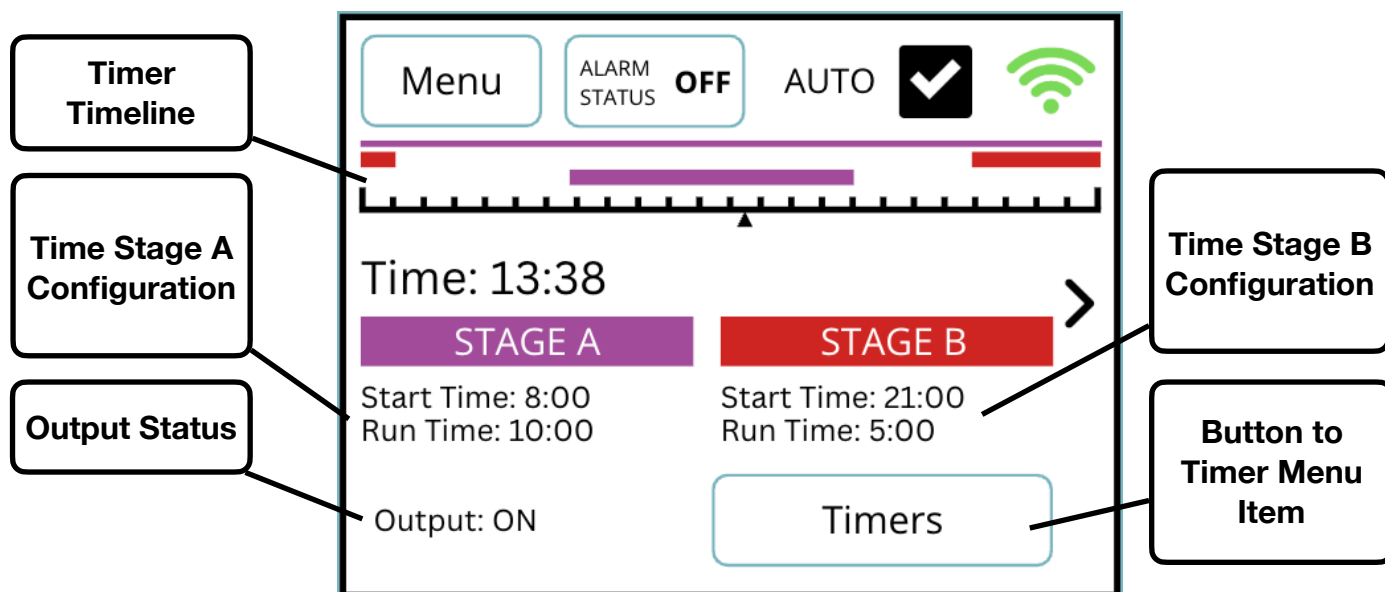 Timer
Timeline
Time Stage A
Configuration
Output Status
Menu
ALARM
STATUS
OFF
AUTO
Time: 13:38
STAGE A
STAGE B
Start Time: 8:00
Run Time: 10:00
Start Time: 21:00
Run Time: 5:00
Output: ON
Timers
Time Stage B
Configuration
Button to
Timer Menu
Item